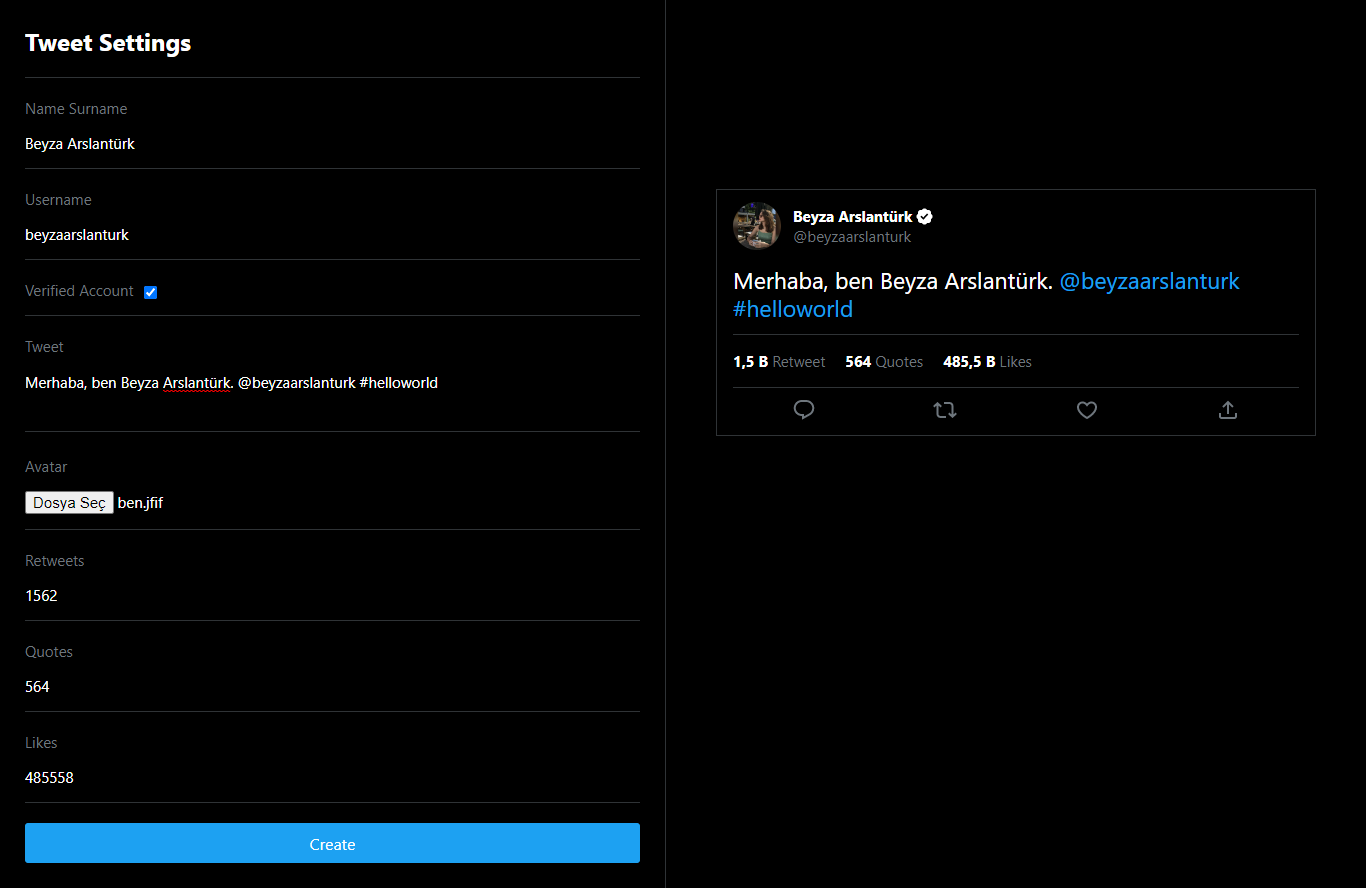 Tweet Settings
Name Surname
Beyza Arslantürk
Username
beyzaarslanturk
Verified Account
Tweet
Merhaba, ben Beyza Arslantürk. @beyzaarslanturk #helloworld
Avatar
Dosya Seç ben.jfif
Retweets
1562
Quotes
564
Likes
485558
Create
Beyza Arslantürk
@beyzaarslanturk
Merhaba, ben Beyza Arslantürk. @beyzaarslanturk
#helloworld
1,5 B Retweet 564 Quotes 485,5 B Likes